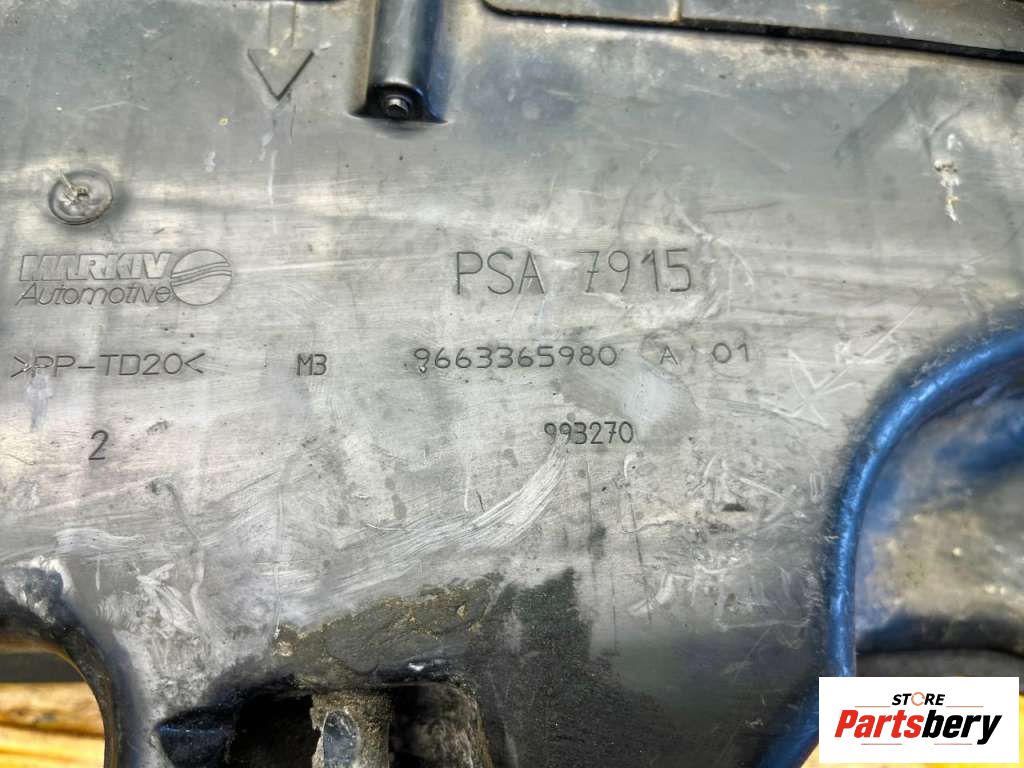 MARKIV
Automotive
PSA 7915
>PP-TD20<
M3
9663365980 A 01
993270
2
STORE
Partsbery